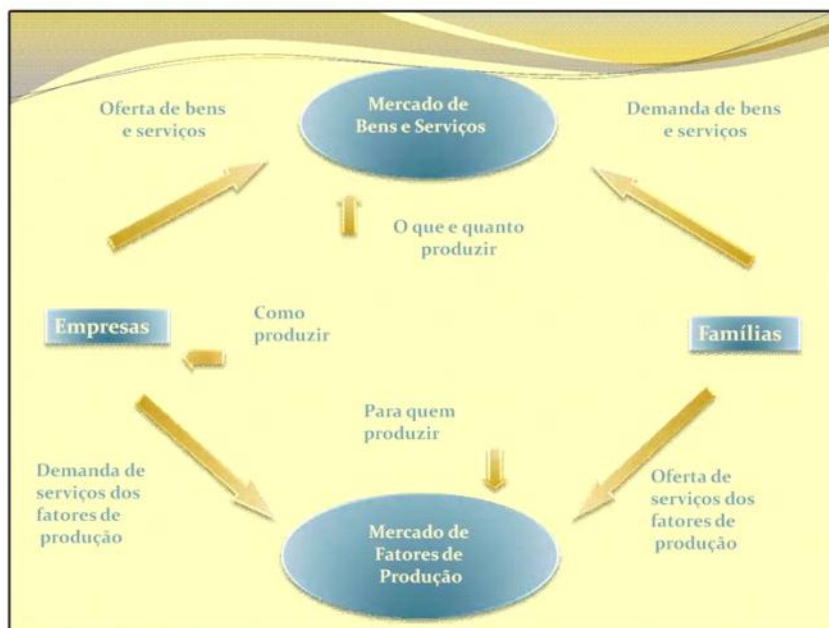 Oferta de bens
e serviços
Mercado de
Bens e Serviços
Demanda de bens
e serviços
O que e quanto
produzir
Empresas
Como
produzir
Famílias
Para quem
produzir
Demanda de
serviços dos
fatores de
produção
Mercado de
Fatores de
Produção
Oferta de
serviços dos
fatores de
produção